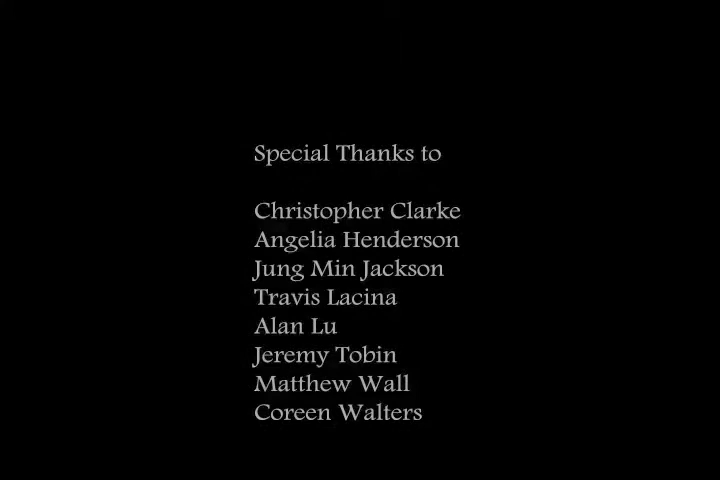 Special Thanks to
Christopher Clarke
Angelia Henderson
Jung Min Jackson
Travis Lacina
Alan Lu
Jeremy Tobin
Matthew Wall
Coreen Walters